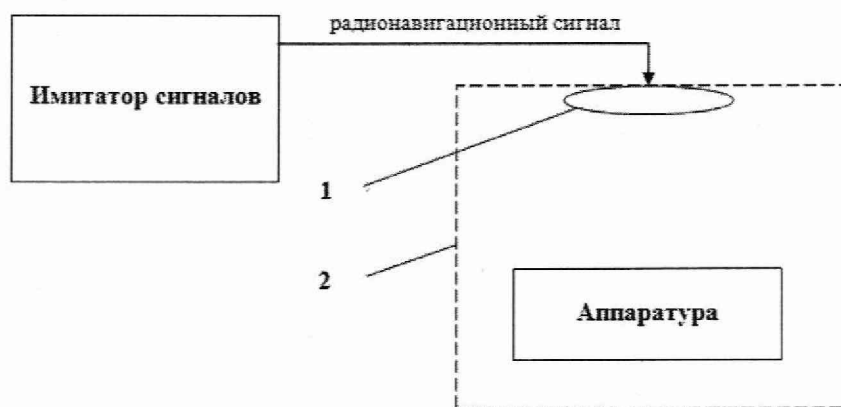 радионавигационный сигнал
Имитатор сигналов
1
2
Аппаратура